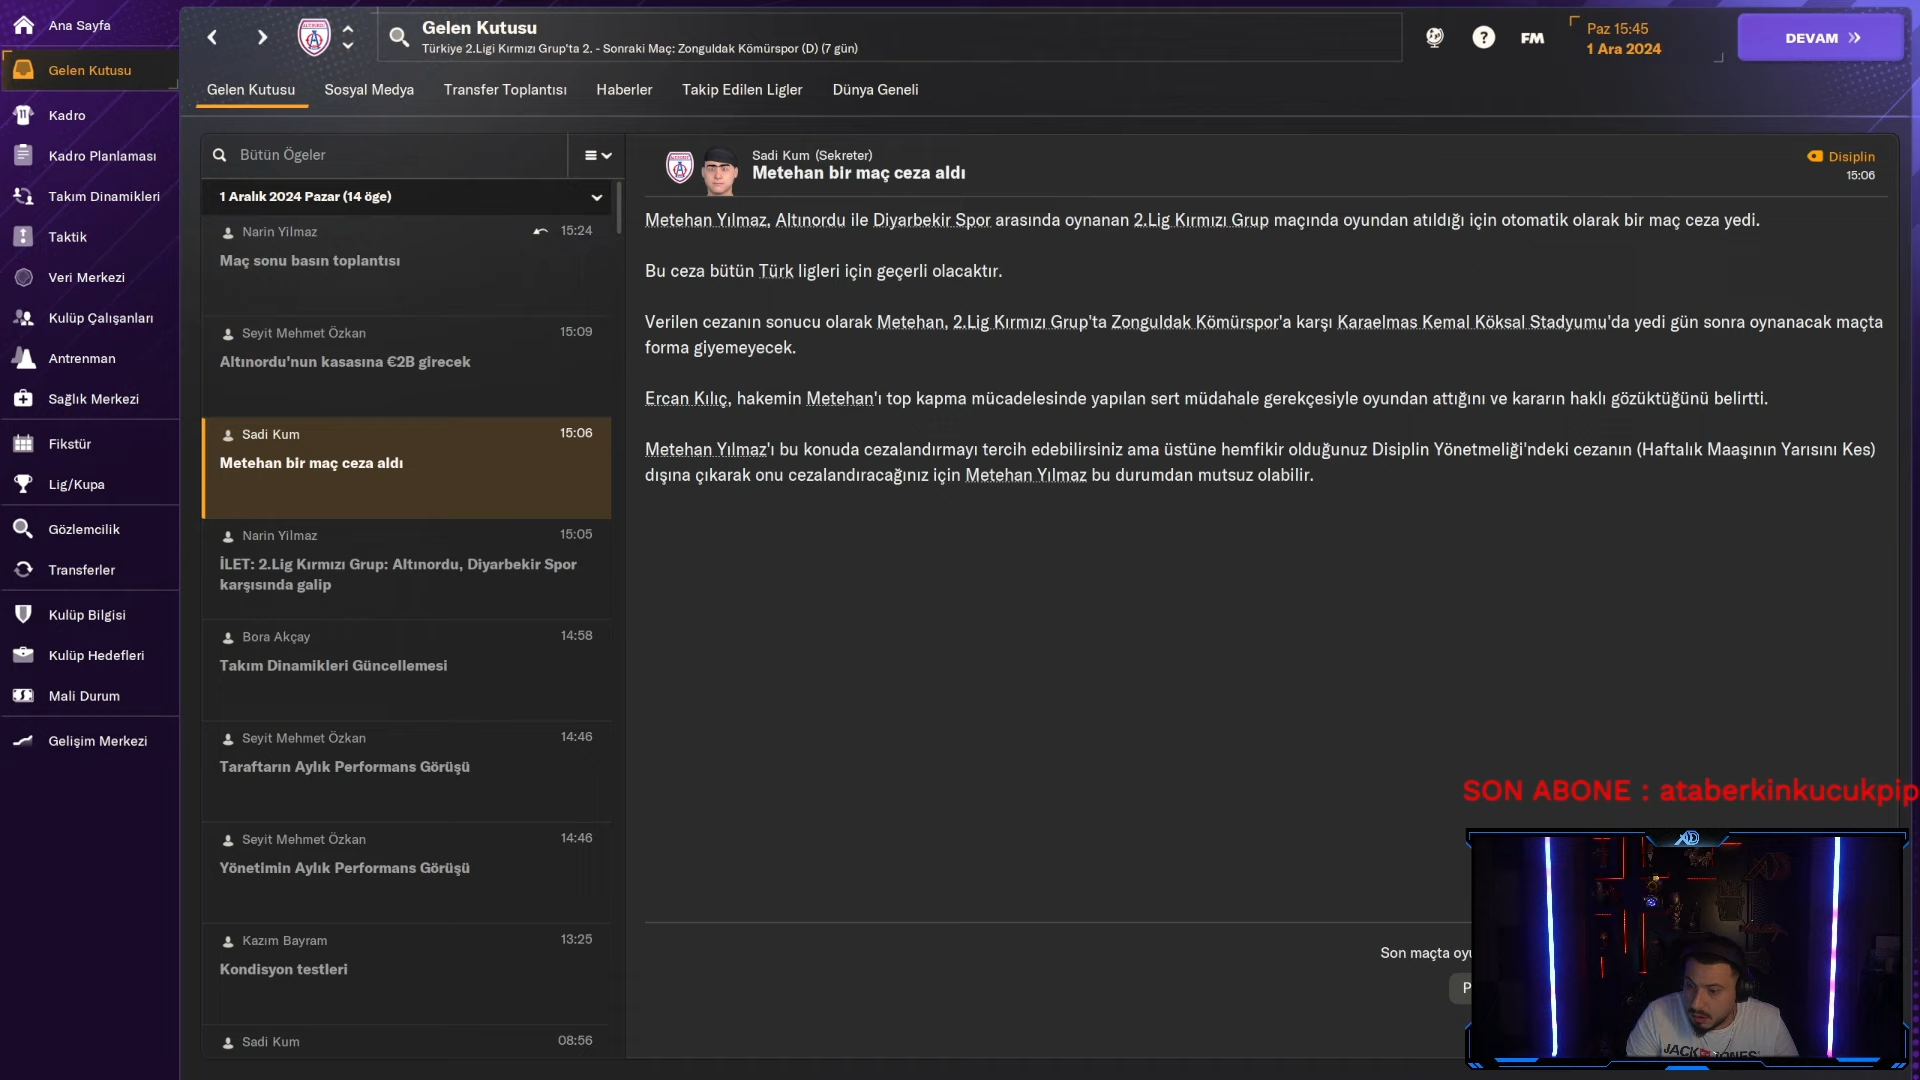 Ana Sayfa
Gelen Kutusu
Kadro
Kadro Planlaması
Takım Dinamikleri
Taktik
Veri Merkezi
Kulüp Çalışanları
Antrenman
Sağlık Merkezi
Fikstür
Lig/Kupa
Gözlemcilik
Transferler
Kulüp Bilgisi
Kulüp Hedefleri
Mali Durum
Gelişim Merkezi
Gelen Kutusu
Türkiye 2.Ligi Kırmızı Grup'ta 2. - Sonraki Maç: Zonguldak Kömürspor (D) (7 gün)
?
FM
Paz 15:45
1 Ara 2024
DEVAM
Gelen Kutusu Sosyal Medya Transfer Toplantısı Haberler Takip Edilen Ligler Dünya Geneli
Bütün Ögeler
1 Aralık 2024 Pazar (14 öge)
Narin Yilmaz 15:24
Maç sonu basın toplantısı
Seyit Mehmet Özkan 15:09
Altınordu'nun kasasına €2B girecek
Sadi Kum 15:06
Metehan bir maç ceza aldı
Narin Yilmaz 15:05
İLET: 2.Lig Kırmızı Grup: Altınordu, Diyarbekir Spor
karşısında galip
Bora Akçay 14:58
Takım Dinamikleri Güncellemesi
Seyit Mehmet Özkan 14:46
Taraftarın Aylık Performans Görüşü
Seyit Mehmet Özkan 14:46
Yönetimin Aylık Performans Görüşü
Kazım Bayram 13:25
Kondisyon testleri
Sadi Kum 08:56
Sadi Kum (Sekreter)
Metehan bir maç ceza aldı
Disiplin
15:06
Metehan Yılmaz, Altınordu ile Diyarbekir Spor arasında oynanan 2.Lig Kırmızı Grup maçında oyundan atıldığı için otomatik olarak bir maç ceza yedi.
Bu ceza bütün Türk ligleri için geçerli olacaktır.
Verilen cezanın sonucu olarak Metehan, 2.Lig Kırmızı Grup'ta Zonguldak Kömürspor'a karşı Karaelmas Kemal Köksal Stadyumu'da yedi gün sonra oynanacak maçta
forma giyemeyecek.
Ercan Kılıç, hakemin Metehan'ı top kapma mücadelesinde yapılan sert müdahale gerekçesiyle oyundan attığını ve kararın haklı gözüktüğünü belirtti.
Metehan Yılmaz'ı bu konuda cezalandırmayı tercih edebilirsiniz ama üstüne hemfikir olduğunuz Disiplin Yönetmeliği'ndeki cezanın (Haftalık Maaşının Yarısını Kes)
dışına çıkarak onu cezalandıracağınız için Metehan Yılmaz bu durumdan mutsuz olabilir.
Son maçta oyu
P
SON ABONE : ataberkinkucukpip
JACK JONES